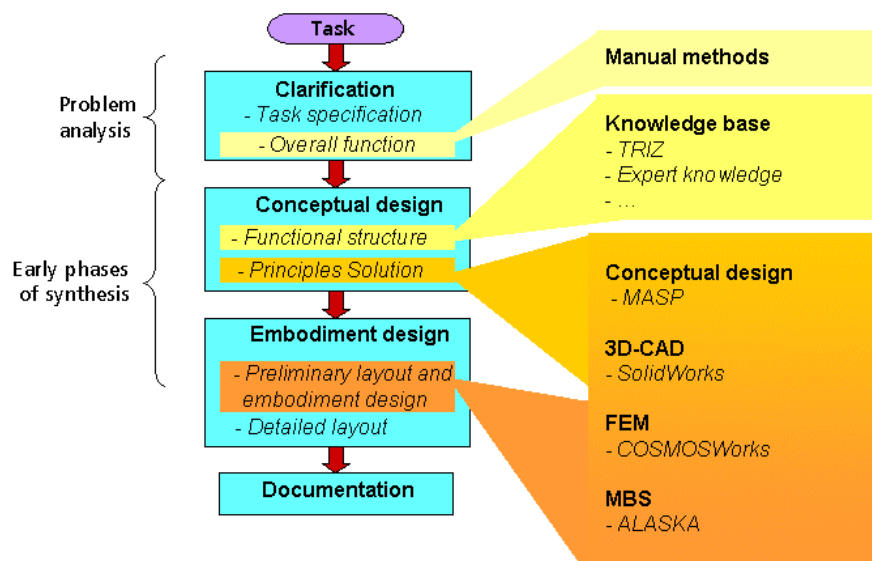 Task
Problem
analysis
Clarification
- Task specification
- Overall function
Early phases
of synthesis
Conceptual design
- Functional structure
- Principles Solution
Embodiment design
- Preliminary layout and
embodiment design
- Detailed layout
Documentation
Manual methods
Knowledge base
- TRIZ
- Expert knowledge
- ...
Conceptual design
- MASP
3D-CAD
- SolidWorks
FEM
- COSMOSWorks
MBS
- ALASKA